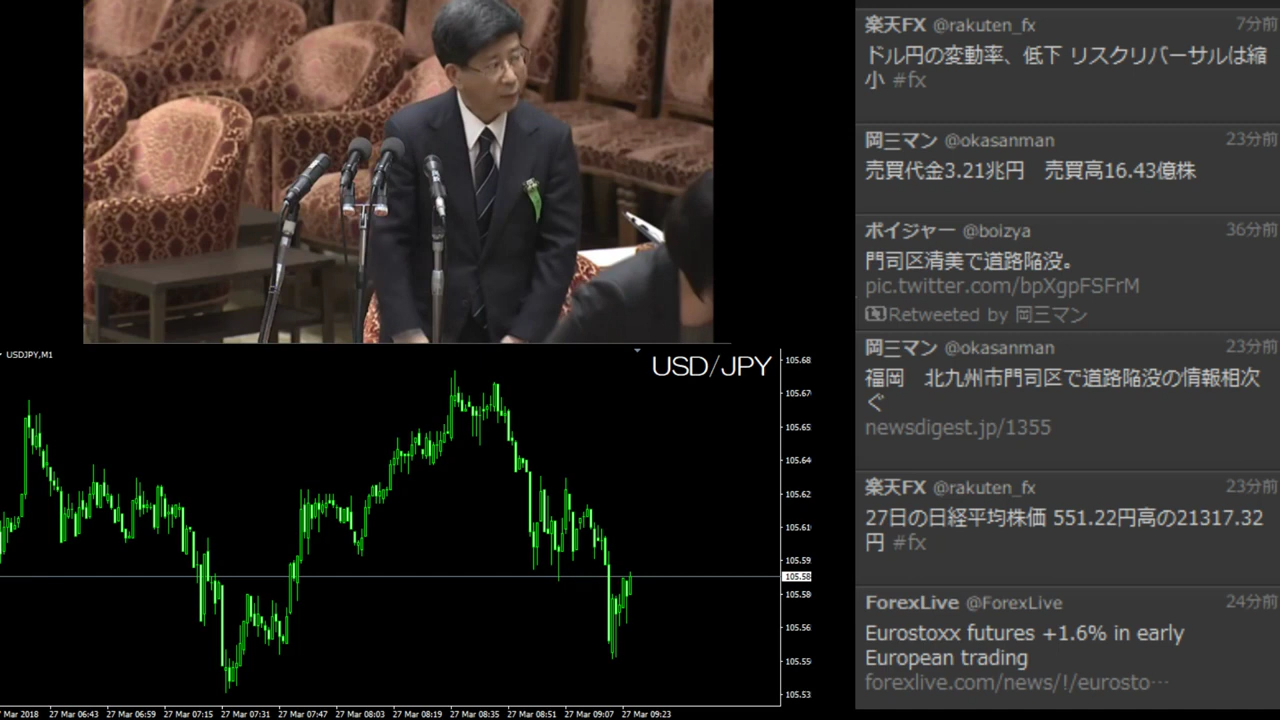 楽天FX @rakuten_fx 7分前
ドル円の変動率、低下 リスクリバーサルは縮
小 #fx
岡三マン @okasanman 23分前
売買代金3.21兆円 売買高16.43億株
ボイジャー @boizya 36分前
門司区清美で道路陥没。
pic.twitter.com/bpXgpFSFrM
Retweeted by 岡三マン
岡三マン @okasanman 23分前
福岡 北九州市門司区で道路陥没の情報相次
ぐ
newsdigest.jp/1355
楽天FX @rakuten_fx 23分前
27日の日経平均株価 551.22円高の21317.32
円 #fx
ForexLive @ForexLive 24分前
Eurostoxx futures +1.6% in early
European trading
forexlive.com/news/!/eurosto…
USDJPY,M1
USD/JPY
105.68
105.67
105.65
105.64
105.62
105.61
105.59
105.58
105.58
105.56
105.55
105.53
Mar 2018 27 Mar 06:43 27 Mar 06:59 27 Mar 07:15 27 Mar 07:31 27 Mar 07:47 27 Mar 08:03 27 Mar 08:19 27 Mar 08:35 27 Mar 08:51 27 Mar 09:07 27 Mar 09:23